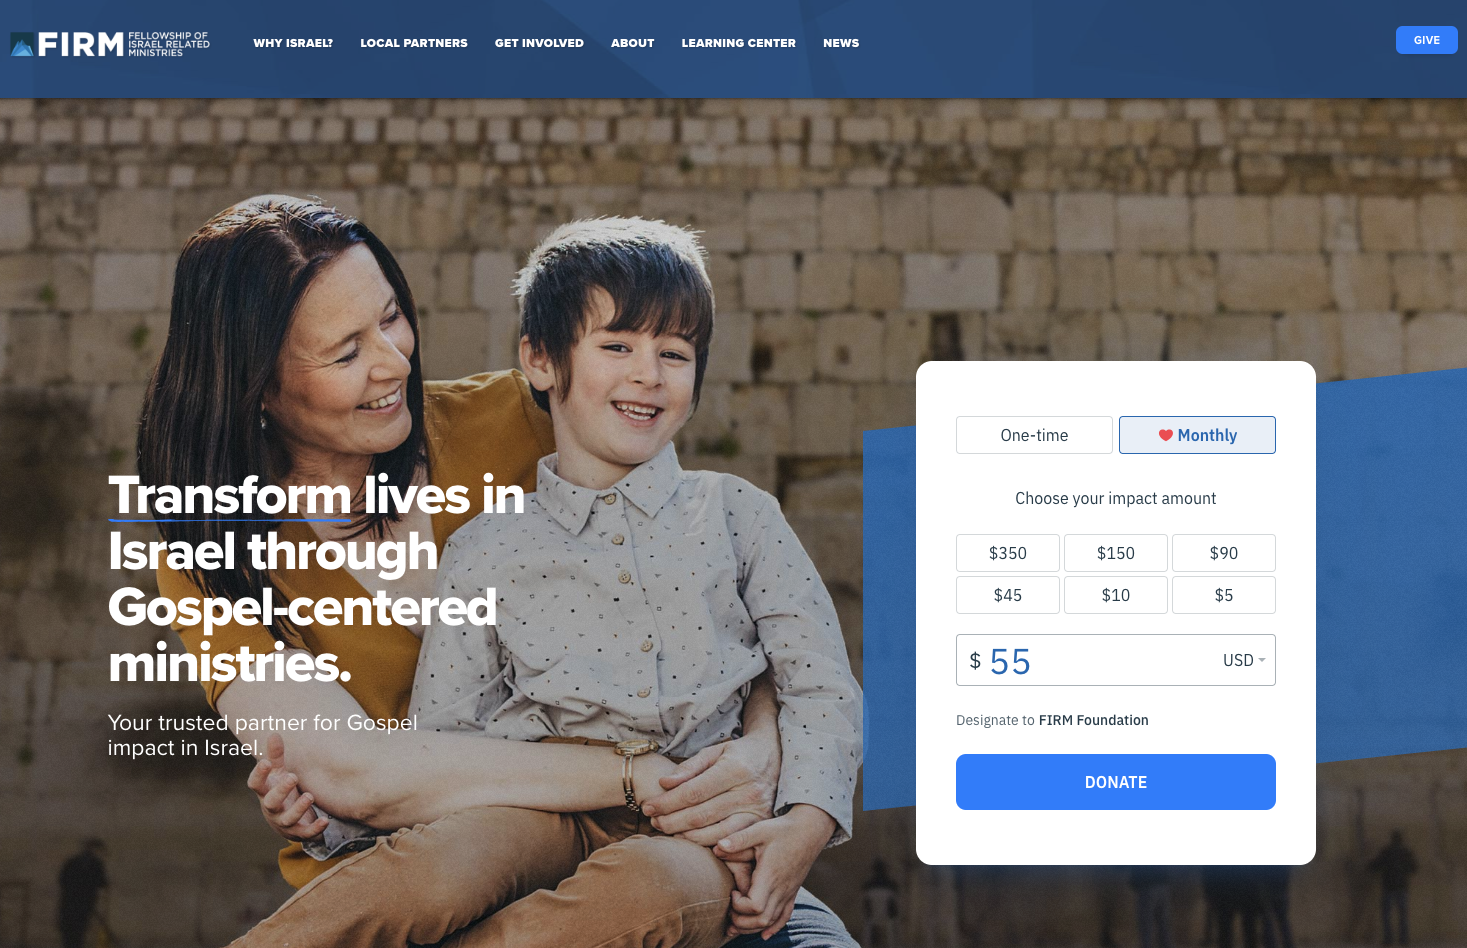 FIRM
FELLOWSHIP OF
ISRAEL RELATED
MINISTRIES
WHY ISRAEL?
LOCAL PARTNERS
GET INVOLVED
ABOUT
LEARNING CENTER
NEWS
GIVE
Transform lives in
Israel through
Gospel-centered
ministries.
Your trusted partner for Gospel
impact in Israel.
One-time
Monthly
Choose your impact amount
$350
$150
$90
$45
$10
$5
$ 55
USD
Designate to FIRM Foundation
DONATE